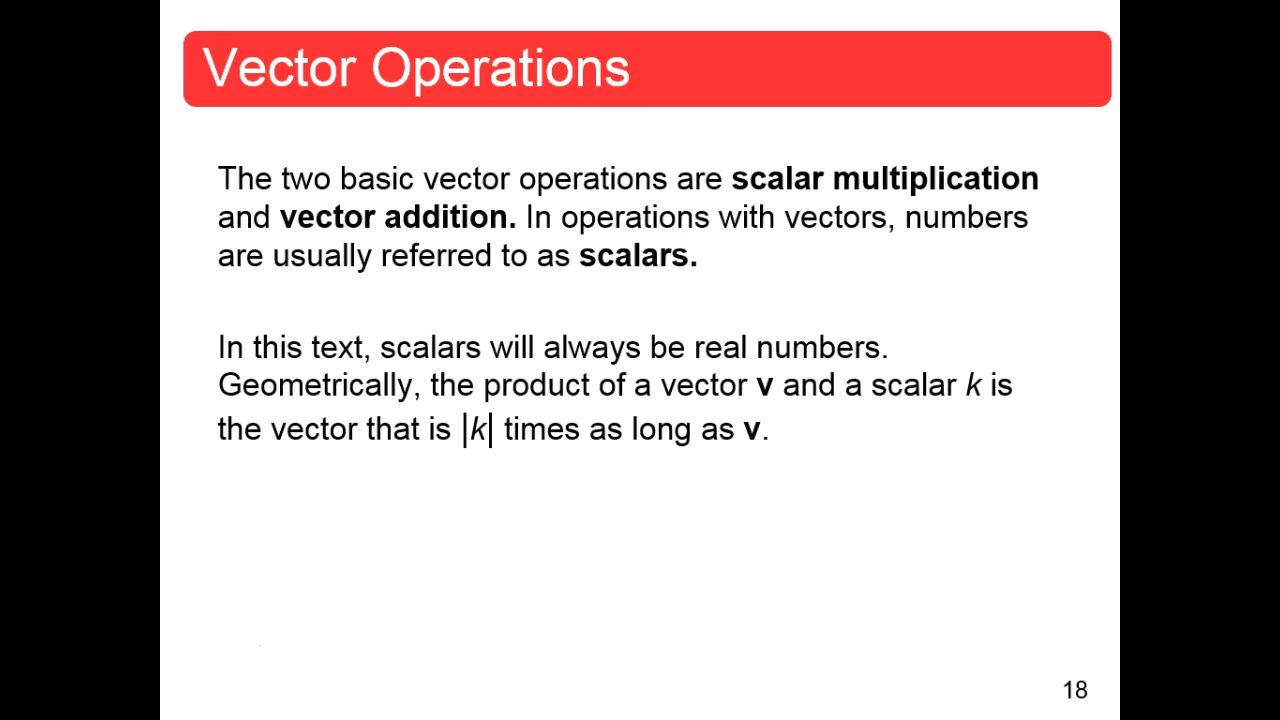 Vector Operations
The two basic vector operations are scalar multiplication
and vector addition. In operations with vectors, numbers
are usually referred to as scalars.
In this text, scalars will always be real numbers.
Geometrically, the product of a vector v and a scalar k is
the vector that is |k| times as long as v.
18